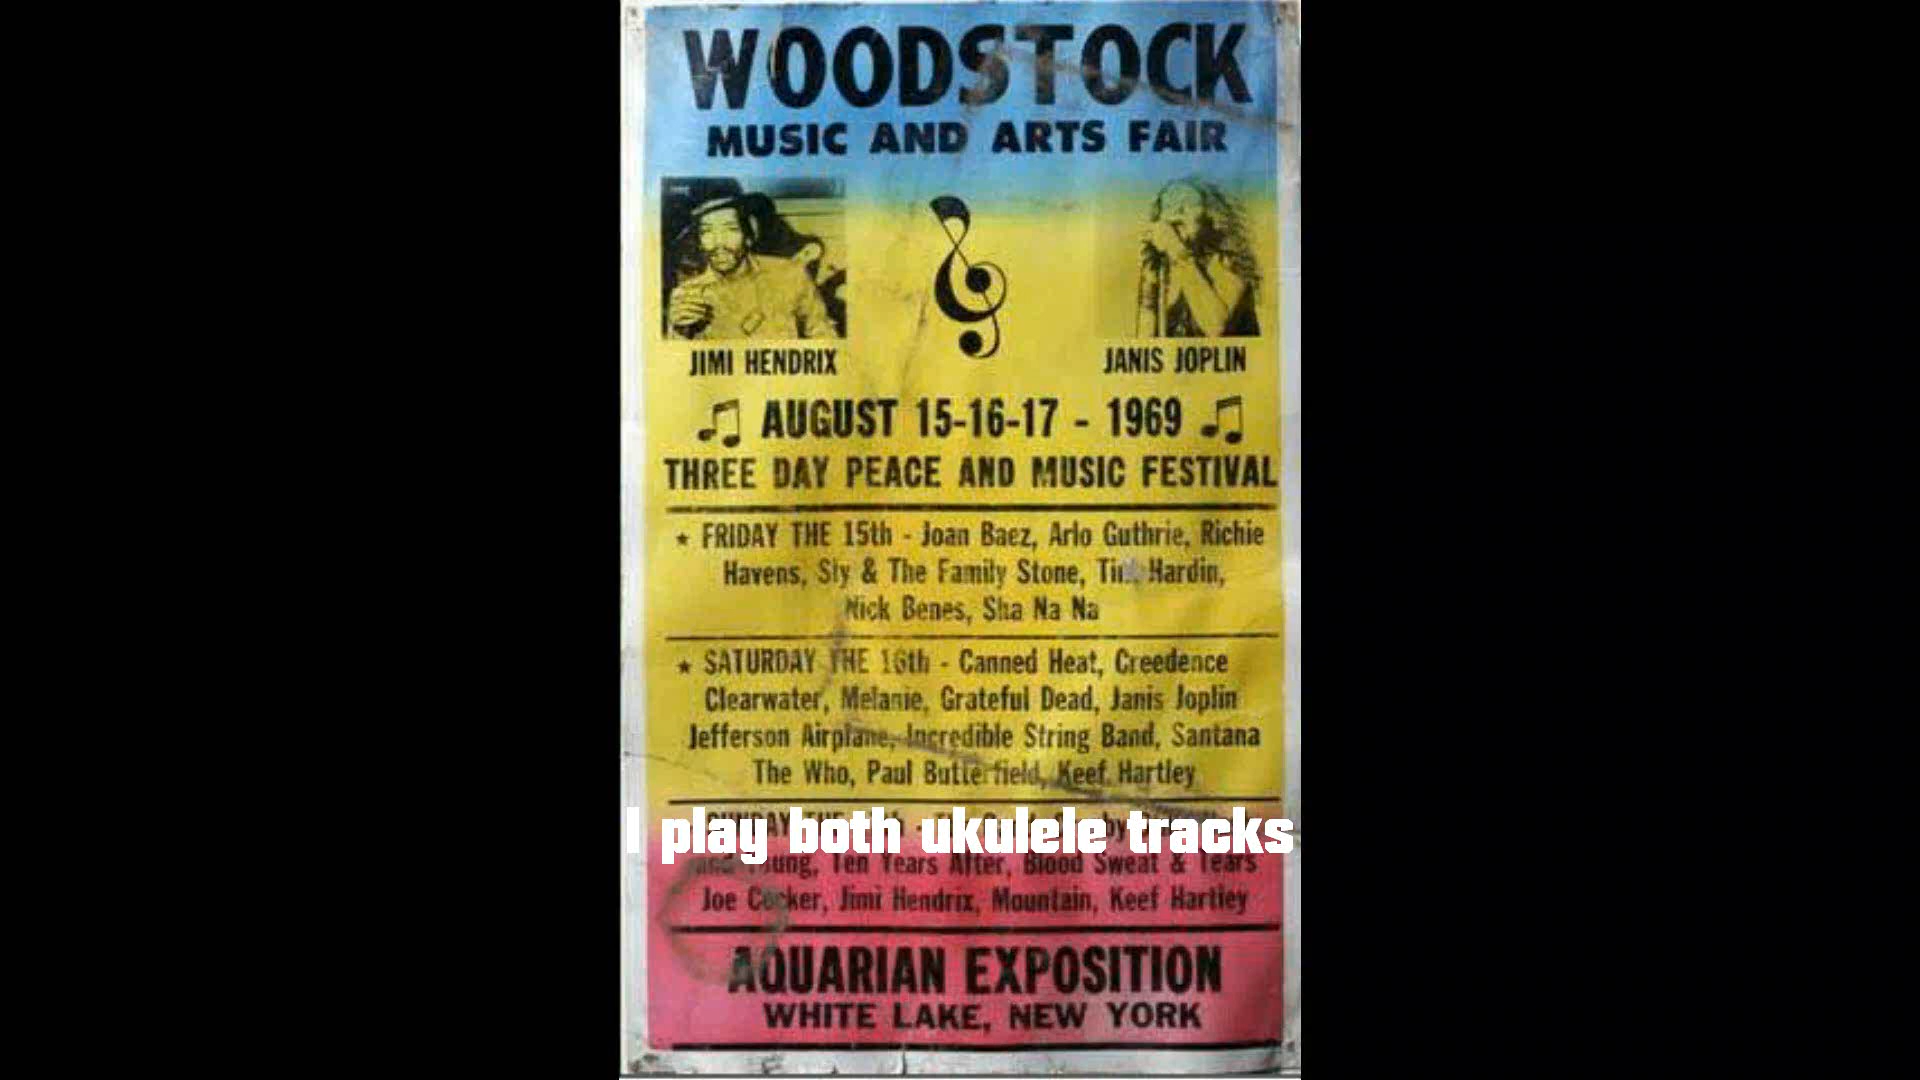 WOODSTOCK
MUSIC AND ARTS FAIR
JIMI HENDRIX
JANIS JOPLIN
AUGUST 15-16-17 - 1969
THREE DAY PEACE AND MUSIC FESTIVAL
★ FRIDAY THE 15th - Joan Baez, Arlo Guthrie, Richie
Havens, Sly & The Family Stone, Tim Hardin,
Nick Benes, Sha Na Na
★ SATURDAY THE 16th - Canned Heat, Creedence
Clearwater, Melanie, Grateful Dead, Janis Joplin
Jefferson Airplane, Incredible String Band, Santana
The Who, Paul Butterfield, Keef Hartley
I play both ukulele tracks
Ten Years After, Blood Sweat & Tears
Joe Cocker, Jimi Hendrix, Mountain, Keef Hartley
AQUARIAN EXPOSITION
WHITE LAKE, NEW YORK